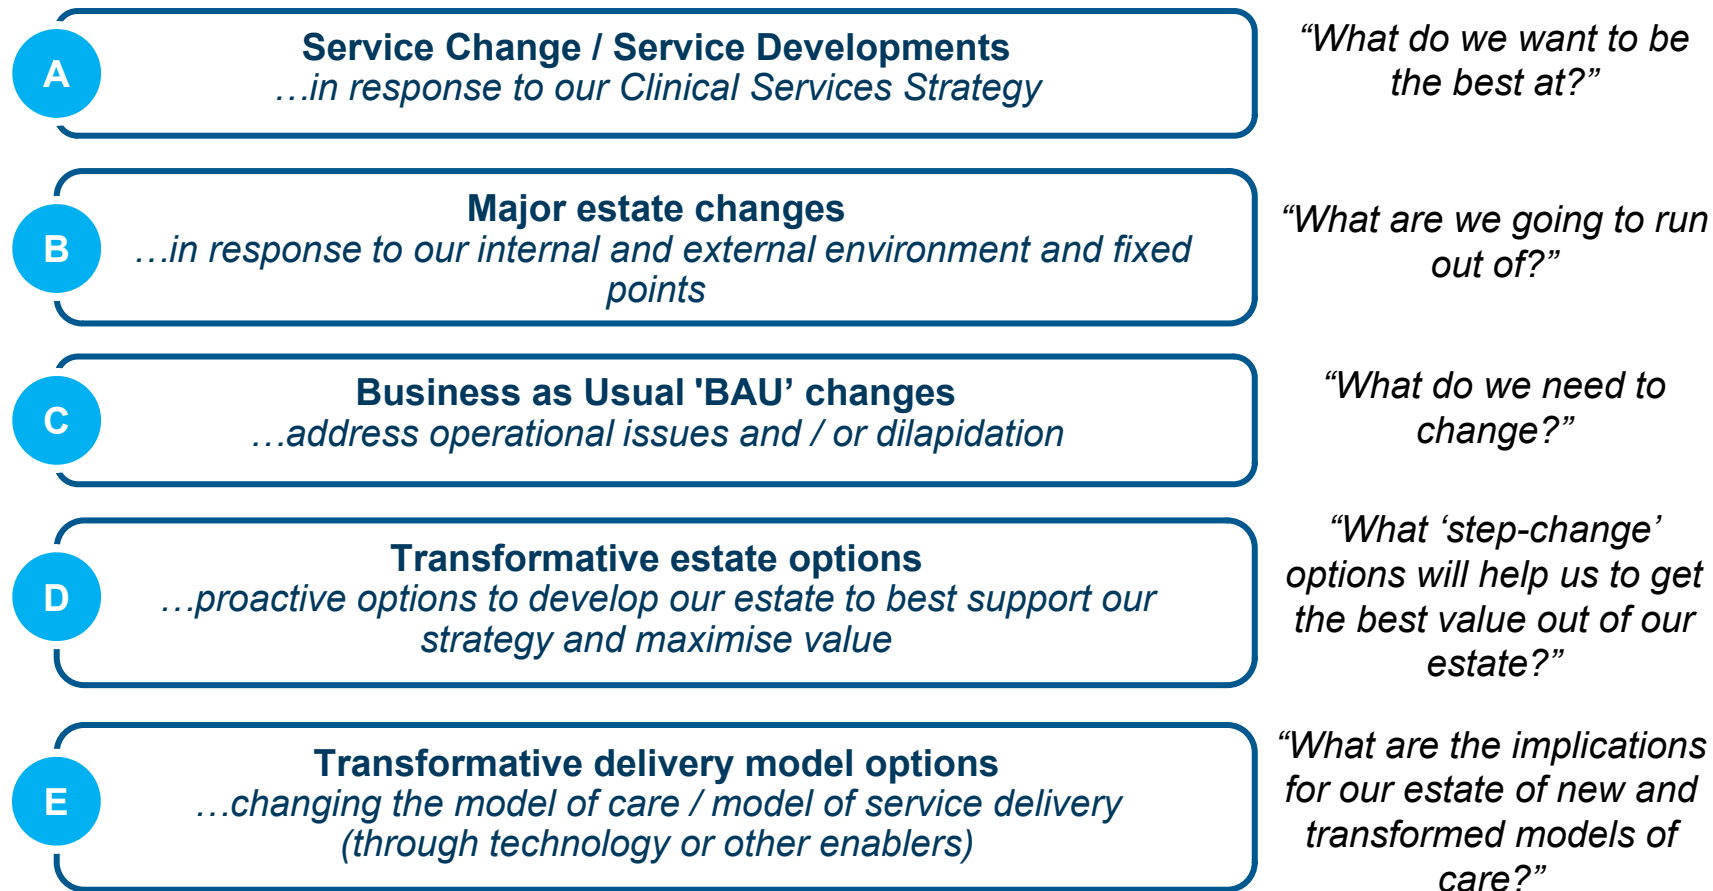 A
Service Change / Service Developments
…in response to our Clinical Services Strategy
“What do we want to be
the best at?”
B
Major estate changes
…in response to our internal and external environment and fixed
points
“What are we going to run
out of?”
C
Business as Usual 'BAU’ changes
…address operational issues and / or dilapidation
“What do we need to
change?”
D
Transformative estate options
…proactive options to develop our estate to best support our
strategy and maximise value
“What ‘step-change’
options will help us to get
the best value out of our
estate?”
E
Transformative delivery model options
…changing the model of care / model of service delivery
(through technology or other enablers)
“What are the implications
for our estate of new and
transformed models of
care?”